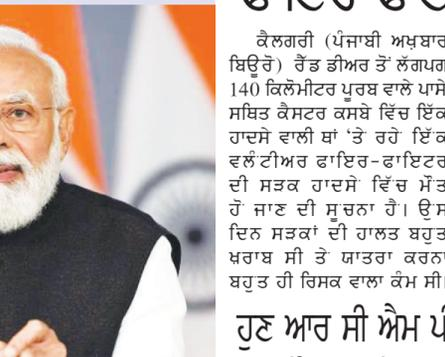 ਕੈਲਗਰੀ (ਪੰਜਾਬੀ ਅਖ਼ਬਾਰ
ਬਿਊਰੋ) ਰੈੱਡ ਡੀਅਰ ਤੋਂ ਲੱਗਪਗ
140 ਕਿਲੋਮੀਟਰ ਪੂਰਬ ਵਾਲੇ ਪਾਸੇ
ਸਥਿਤ ਕੈਸਟਰ ਕਸਬੇ ਵਿੱਚ ਇੱਕ
ਹਾਦਸੇ ਵਾਲੀ ਥਾਂ ‘ਤੇ ਰਹੇ ਇੱਕ
ਵਲੰਟੀਅਰ ਫਾਇਰ-ਫਾਇਟਰ
ਦੀ ਸੜਕ ਹਾਦਸੇ ਵਿੱਚ ਮੌਤ
ਹੋ ਜਾਣ ਦੀ ਸੂਚਨਾ ਹੈ। ਉਸ
ਦਿਨ ਸੜਕਾਂ ਦੀ ਹਾਲਤ ਬਹੁਤ
ਖ਼ਰਾਬ ਸੀ ਤੇ ਯਾਤਰਾ ਕਰਨਾ
ਬਹੁਤ ਹੀ ਰਿਸਕ ਵਾਲਾ ਕੰਮ ਸੀ।
ਹੁਣ ਆਰ ਸੀ ਐਮ